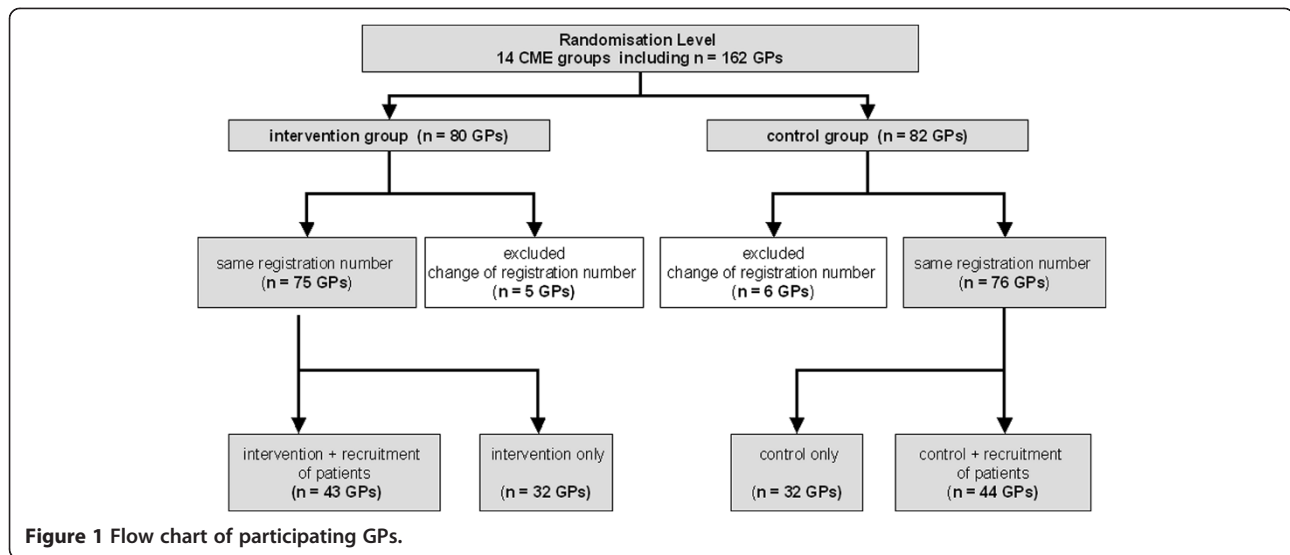 Randomisation Level
14 CME groups including n = 162 GPs
intervention group (n = 80 GPs)
control group (n = 82 GPs)
same registration number
(n = 75 GPs)
excluded
change of registration number
(n = 5 GPs)
excluded
change of registration number
(n = 6 GPs)
same registration number
(n = 76 GPs)
intervention + recruitment
of patients
(n = 43 GPs)
intervention only
(n = 32 GPs)
control only
(n = 32 GPs)
control + recruitment
of patients
(n = 44 GPs)
Figure 1 Flow chart of participating GPs.